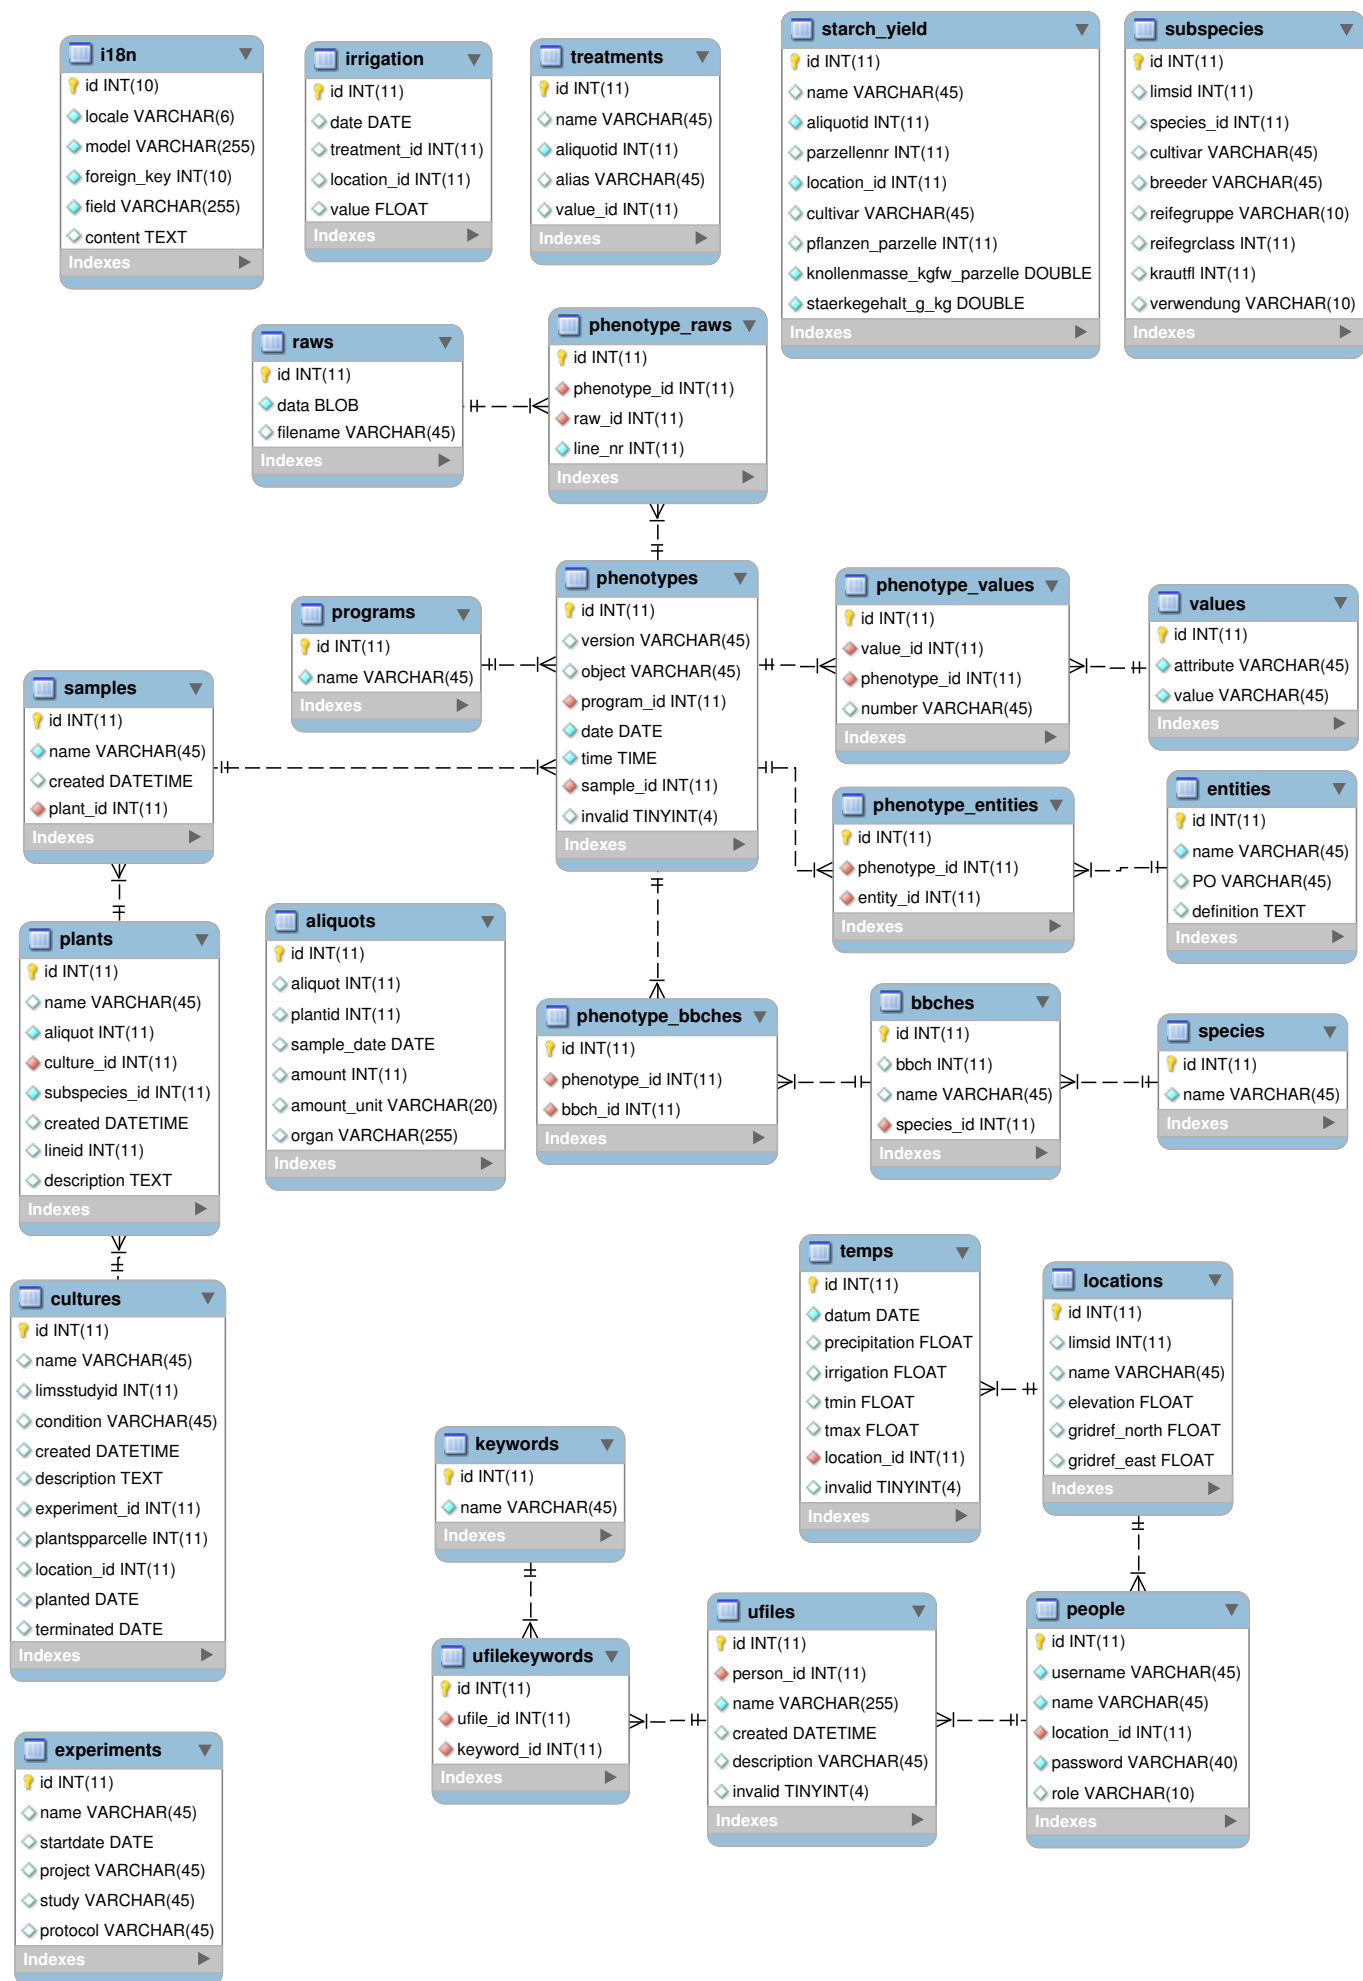 i18n
id INT(10)
locale VARCHAR(6)
model VARCHAR(255)
foreign_key INT(10)
field VARCHAR(255)
content TEXT
Indexes
irrigation
id INT(11)
date DATE
treatment_id INT(11)
location_id INT(11)
value FLOAT
Indexes
treatments
id INT(11)
name VARCHAR(45)
aliquotid INT(11)
alias VARCHAR(45)
value_id INT(11)
Indexes
starch_yield
id INT(11)
name VARCHAR(45)
aliquotid INT(11)
parzellennr INT(11)
location_id INT(11)
cultivar VARCHAR(45)
pflanzen_parzelle INT(11)
knollenmasse_kgfw_parzelle DOUBLE
staerkegehalt_g_kg DOUBLE
Indexes
subspecies
id INT(11)
limsid INT(11)
species_id INT(11)
cultivar VARCHAR(45)
breeder VARCHAR(45)
reifegruppe VARCHAR(10)
reifegrclass INT(11)
krautfl INT(11)
verwendung VARCHAR(10)
Indexes
raws
id INT(11)
data BLOB
filename VARCHAR(45)
Indexes
phenotype_raws
id INT(11)
phenotype_id INT(11)
raw_id INT(11)
line_nr INT(11)
Indexes
programs
id INT(11)
name VARCHAR(45)
Indexes
phenotypes
id INT(11)
version VARCHAR(45)
object VARCHAR(45)
program_id INT(11)
date DATE
time TIME
sample_id INT(11)
invalid TINYINT(4)
Indexes
phenotype_values
id INT(11)
value_id INT(11)
phenotype_id INT(11)
number VARCHAR(45)
Indexes
values
id INT(11)
attribute VARCHAR(45)
value VARCHAR(45)
Indexes
samples
id INT(11)
name VARCHAR(45)
created DATETIME
plant_id INT(11)
Indexes
phenotype_entities
id INT(11)
phenotype_id INT(11)
entity_id INT(11)
Indexes
entities
id INT(11)
name VARCHAR(45)
PO VARCHAR(45)
definition TEXT
Indexes
plants
id INT(11)
name VARCHAR(45)
aliquot INT(11)
culture_id INT(11)
subspecies_id INT(11)
created DATETIME
lineid INT(11)
description TEXT
Indexes
aliquots
id INT(11)
aliquot INT(11)
plantid INT(11)
sample_date DATE
amount INT(11)
amount_unit VARCHAR(20)
organ VARCHAR(255)
Indexes
phenotype_bbches
id INT(11)
phenotype_id INT(11)
bbch_id INT(11)
Indexes
bbches
id INT(11)
bbch INT(11)
name VARCHAR(45)
species_id INT(11)
Indexes
species
id INT(11)
name VARCHAR(45)
Indexes
cultures
id INT(11)
name VARCHAR(45)
limsstudyid INT(11)
condition VARCHAR(45)
created DATETIME
description TEXT
experiment_id INT(11)
plantspparcelle INT(11)
location_id INT(11)
planted DATE
terminated DATE
Indexes
temps
id INT(11)
datum DATE
precipitation FLOAT
irrigation FLOAT
tmin FLOAT
tmax FLOAT
location_id INT(11)
invalid TINYINT(4)
Indexes
locations
id INT(11)
limsid INT(11)
name VARCHAR(45)
elevation FLOAT
gridref_north FLOAT
gridref_east FLOAT
Indexes
keywords
id INT(11)
name VARCHAR(45)
Indexes
ufilekeywords
id INT(11)
ufile_id INT(11)
keyword_id INT(11)
Indexes
ufiles
id INT(11)
person_id INT(11)
name VARCHAR(255)
created DATETIME
description VARCHAR(45)
invalid TINYINT(4)
Indexes
people
id INT(11)
username VARCHAR(45)
name VARCHAR(45)
location_id INT(11)
password VARCHAR(40)
role VARCHAR(10)
Indexes
experiments
id INT(11)
name VARCHAR(45)
startdate DATE
project VARCHAR(45)
study VARCHAR(45)
protocol VARCHAR(45)
Indexes